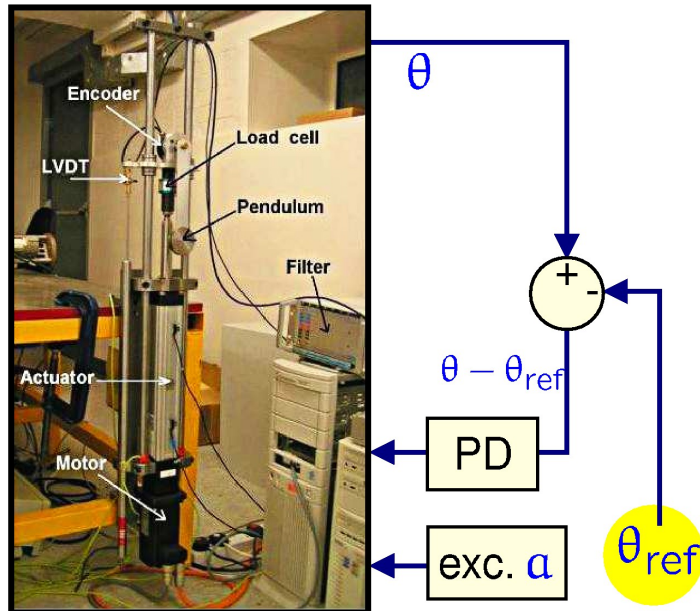 Encoder
Load cell
LVDT
Pendulum
Filter
Actuator
Motor
θ
+
-
θ − θref
PD
exc. a
θref